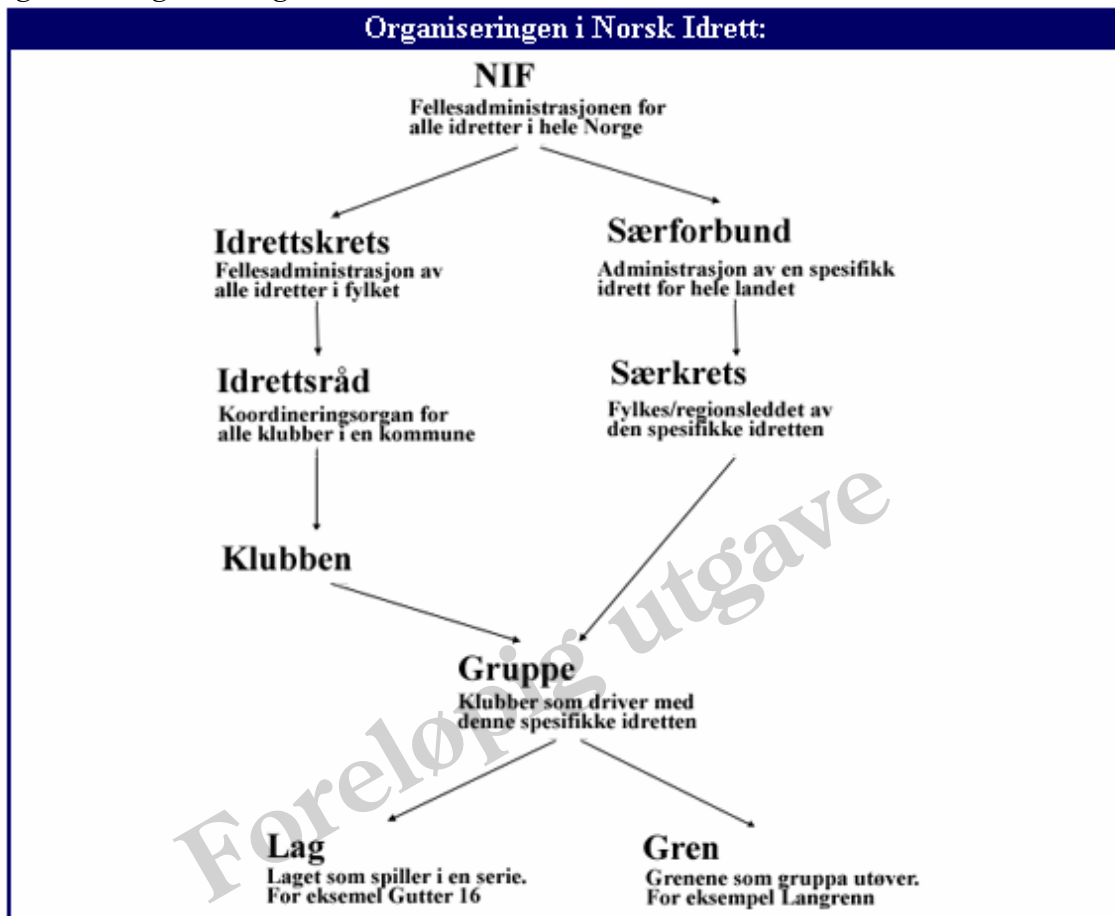 Organiseringen i Norsk Idrett:
NIF
Fellesadministrasjonen for
alle idretter i hele Norge
Idrettskrets
Fellesadministrasjon av
alle idretter i fylket
Særforbund
Administrasjon av en spesifikk
idrett for hele landet
Idrettsråd
Koordineringsorgan for
alle klubber i en kommune
Særkrets
Fylkes/regionsleddet av
den spesifikke idretten
Klubben
Gruppe
Klubber som driver med
denne spesifikke idretten
Lag
Laget som spiller i en serie.
For eksemel Gutter 16
Gren
Grenene som gruppa utøver.
For eksempel Langrenn
Foreløpig utgave